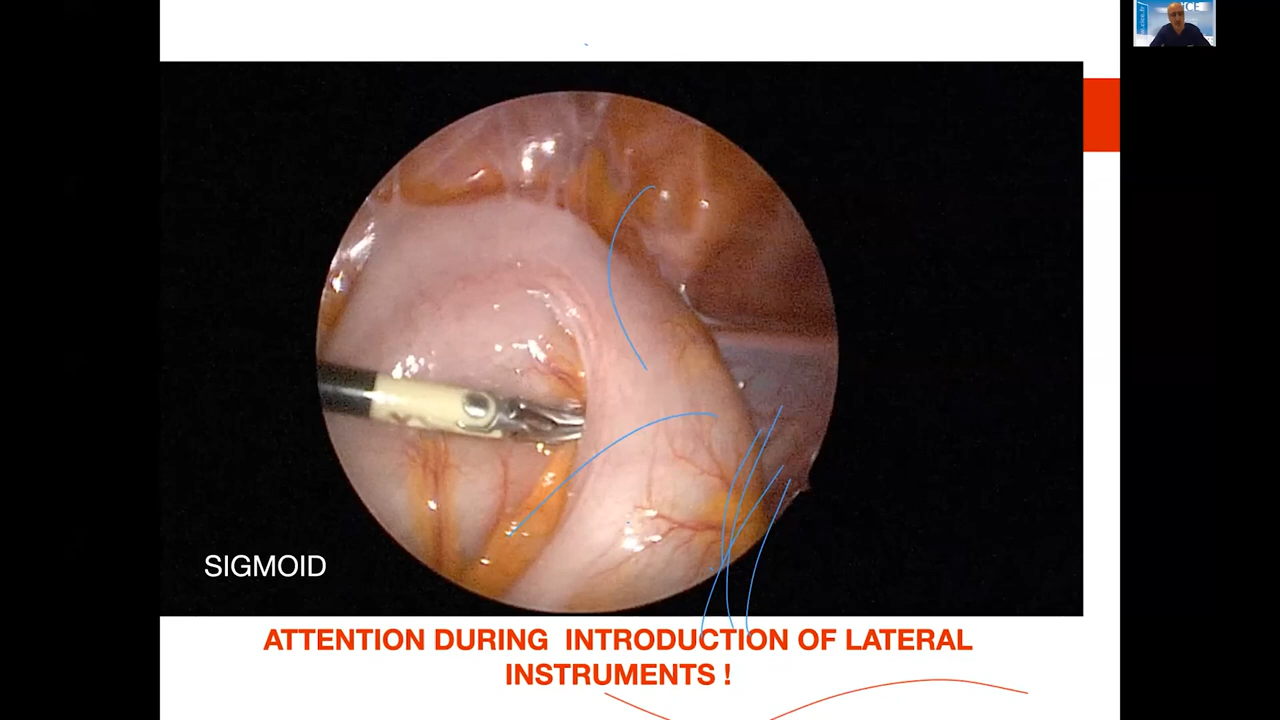 SIGMOID
ATTENTION DURING INTRODUCTION OF LATERAL
INSTRUMENTS !